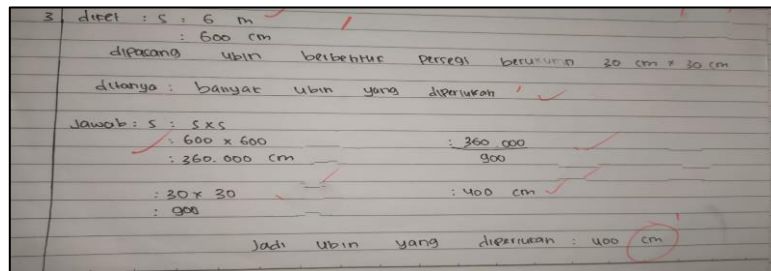 3 diket : s : 6 m
: 600 cm
dipasang ubin berbentuk persegi berukuran 30 cm x 30 cm
ditanya : banyak ubin yang diperlukan
Jawab : s : s x s
: 600 x 600
: 360.000 cm
: 30 x 30
: 900
: 360.000
900
: 400 cm
Jadi ubin yang diperlukan : 400 cm